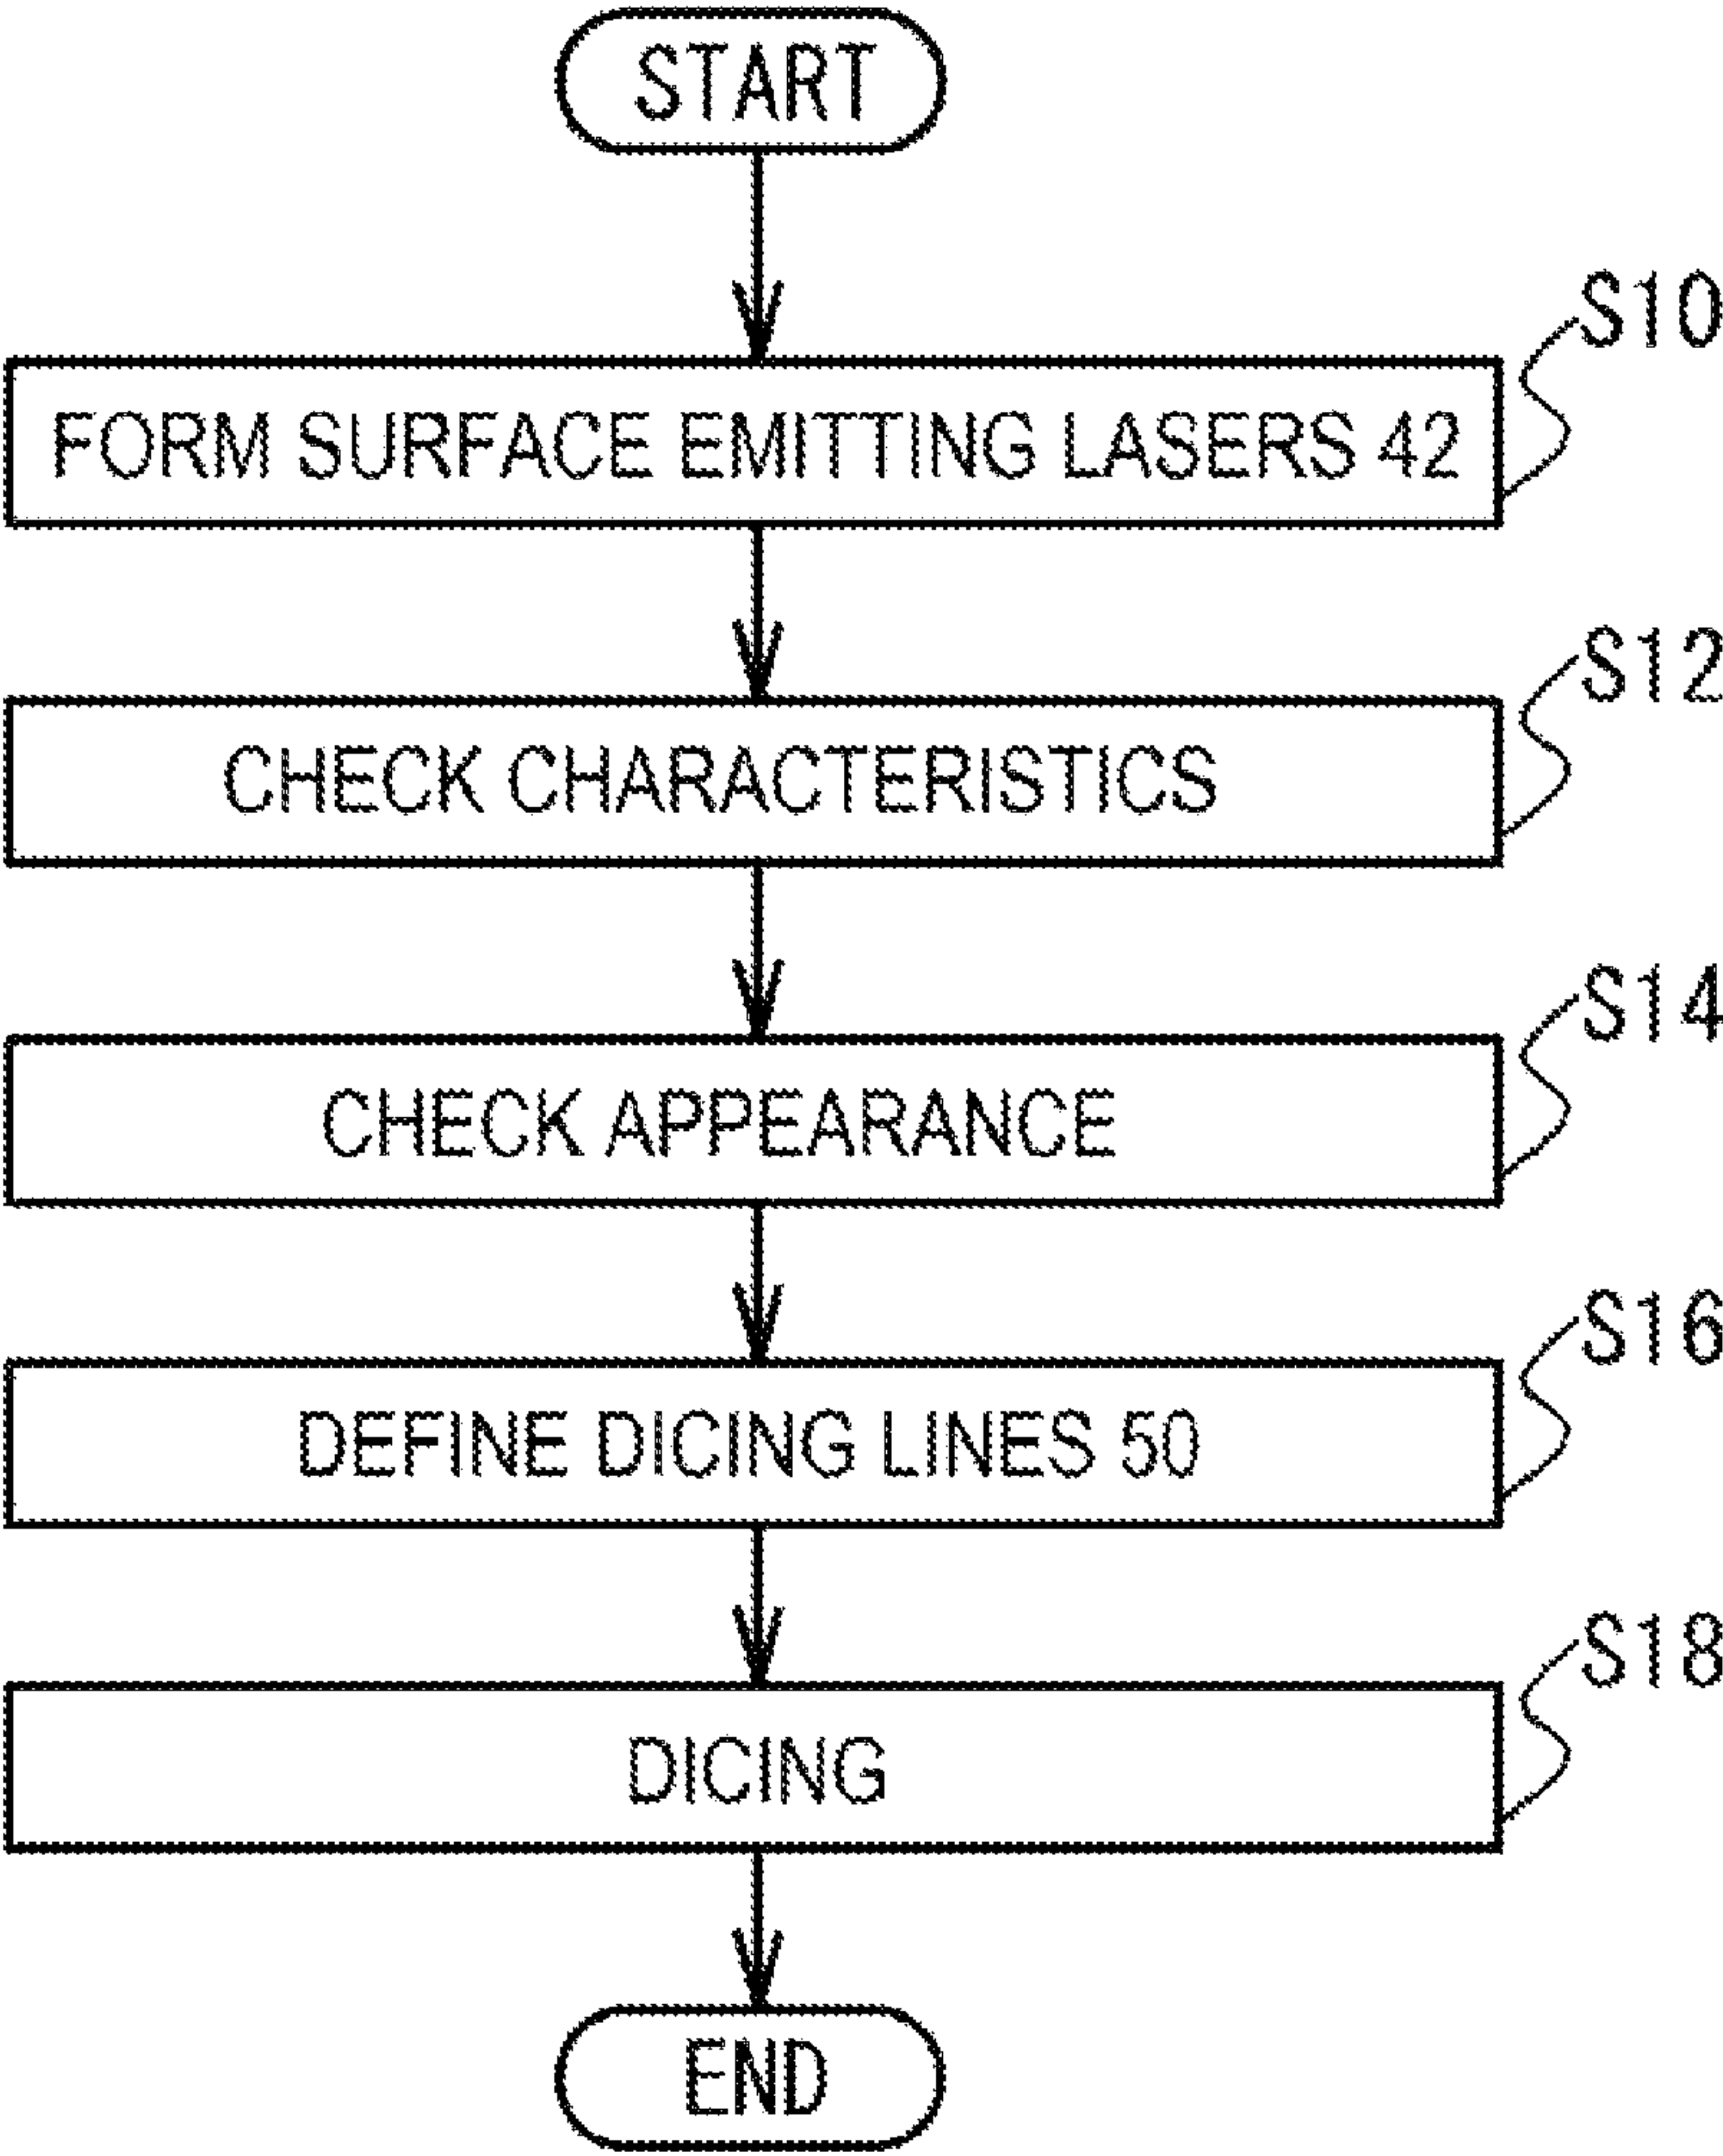 START
S10
FORM SURFACE EMITTING LASERS 42
S12
CHECK CHARACTERISTICS
S14
CHECK APPEARANCE
S16
DEFINE DICING LINES 50
S18
DICING
END